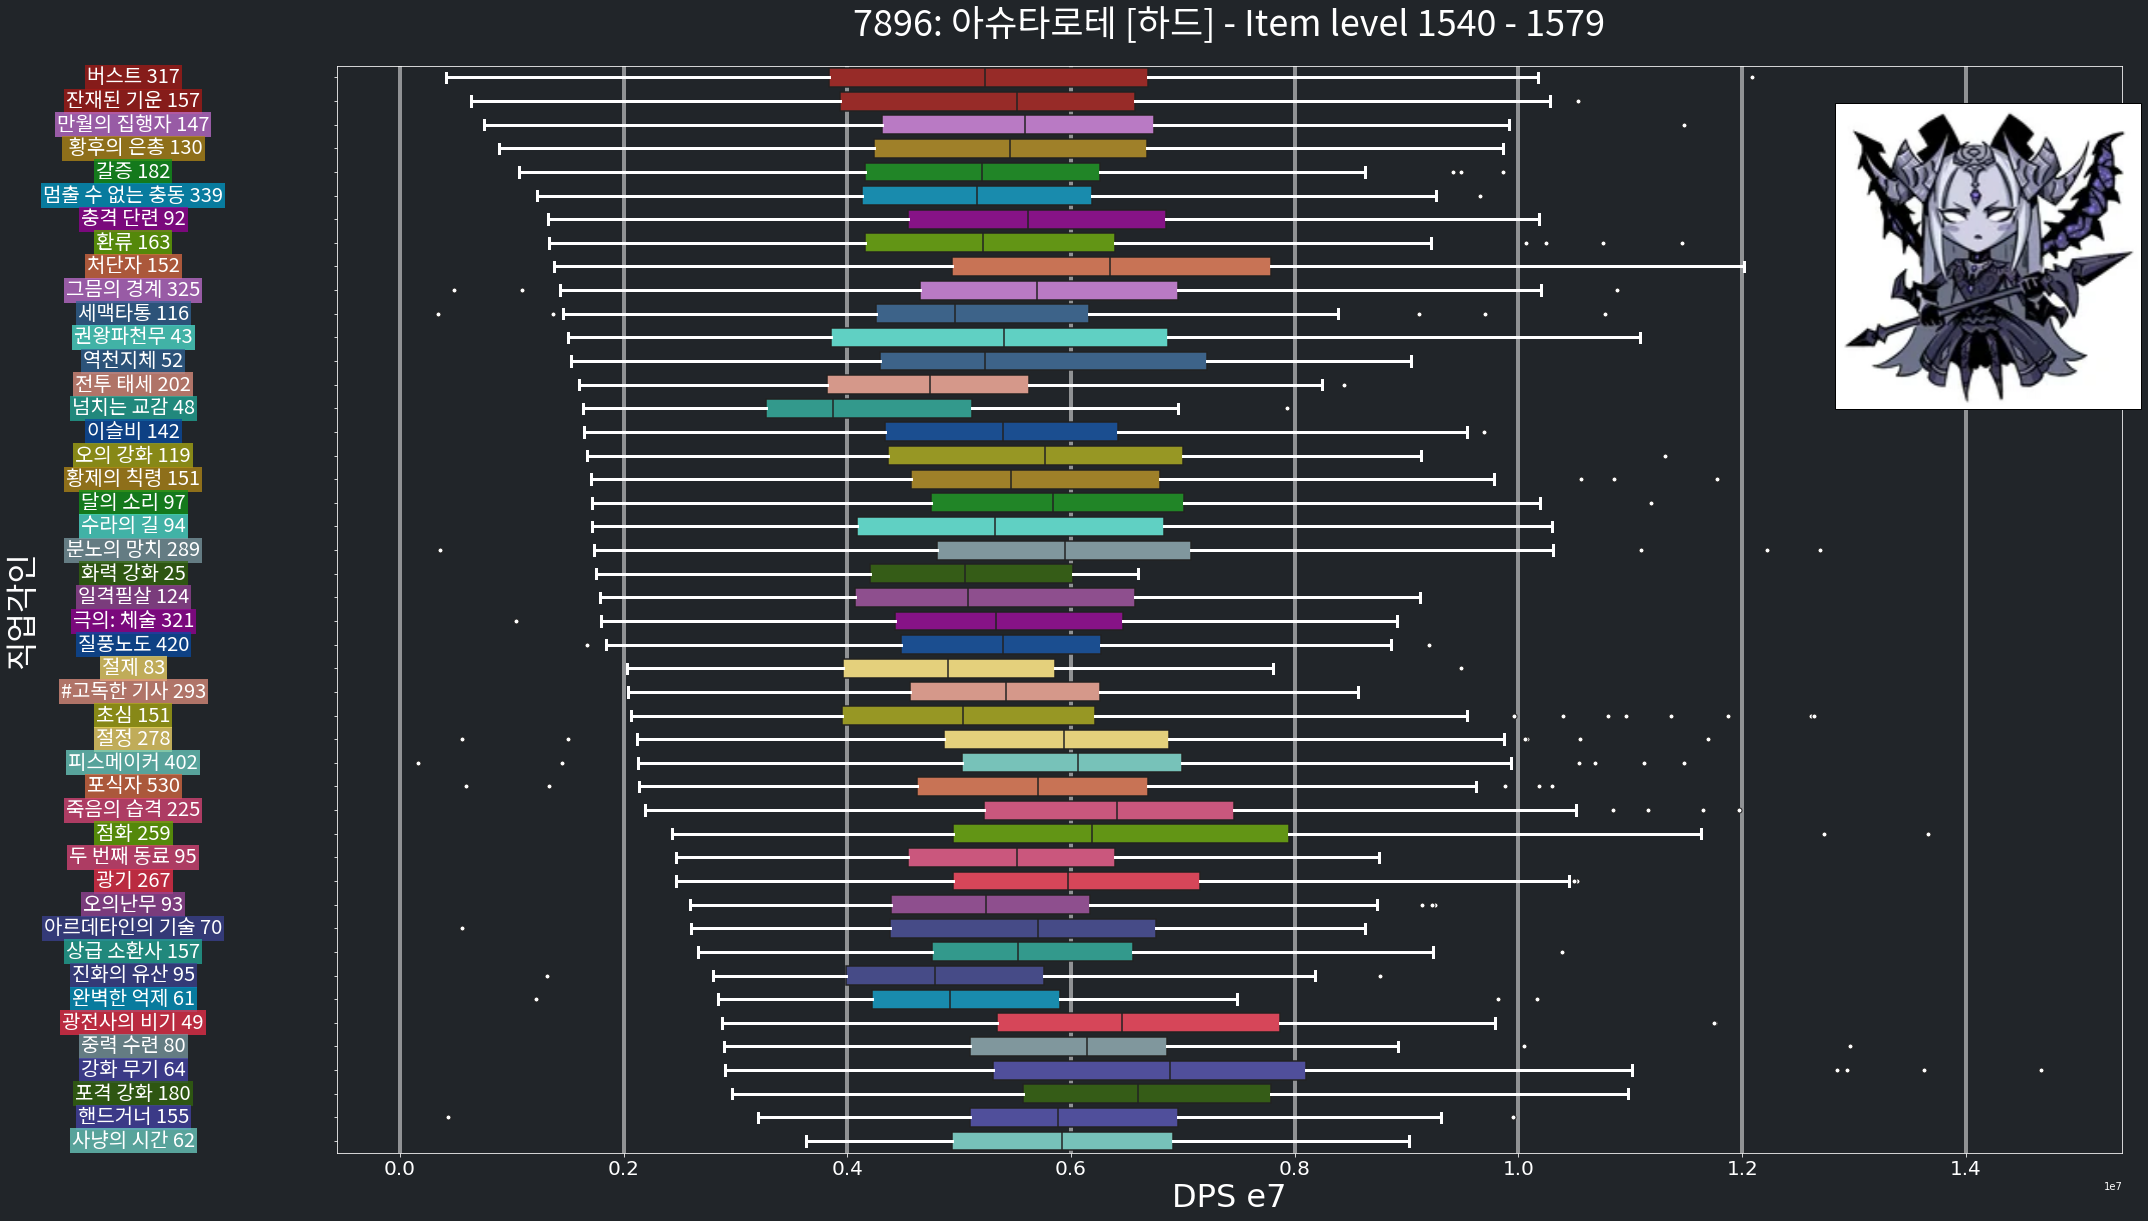 7896: 아슈타로테 [하드] - Item level 1540 - 1579
버스트 317
잔재된 기운 157
만월의 집행자 147
황후의 은총 130
갈증 182
멈출 수 없는 충동 339
충격 단련 92
환류 163
처단자 152
그믐의 경계 325
세맥타통 116
권왕파천무 43
역천지체 52
전투 태세 202
넘치는 교감 48
이슬비 142
오의 강화 119
황제의 칙령 151
달의 소리 97
수라의 길 94
분노의 망치 289
화력 강화 25
일격필살 124
극의: 체술 321
질풍노도 420
절제 83
#고독한 기사 293
초심 151
절정 278
피스메이커 402
포식자 530
죽음의 습격 225
점화 259
두 번째 동료 95
광기 267
오의난무 93
아르데타인의 기술 70
상급 소환사 157
진화의 유산 95
완벽한 억제 61
광전사의 비기 49
중력 수련 80
강화 무기 64
포격 강화 180
핸드거너 155
사냥의 시간 62
직업각인
0.0 0.2 0.4 0.6 0.8 1.0 1.2 1.4
1e7
DPS e7